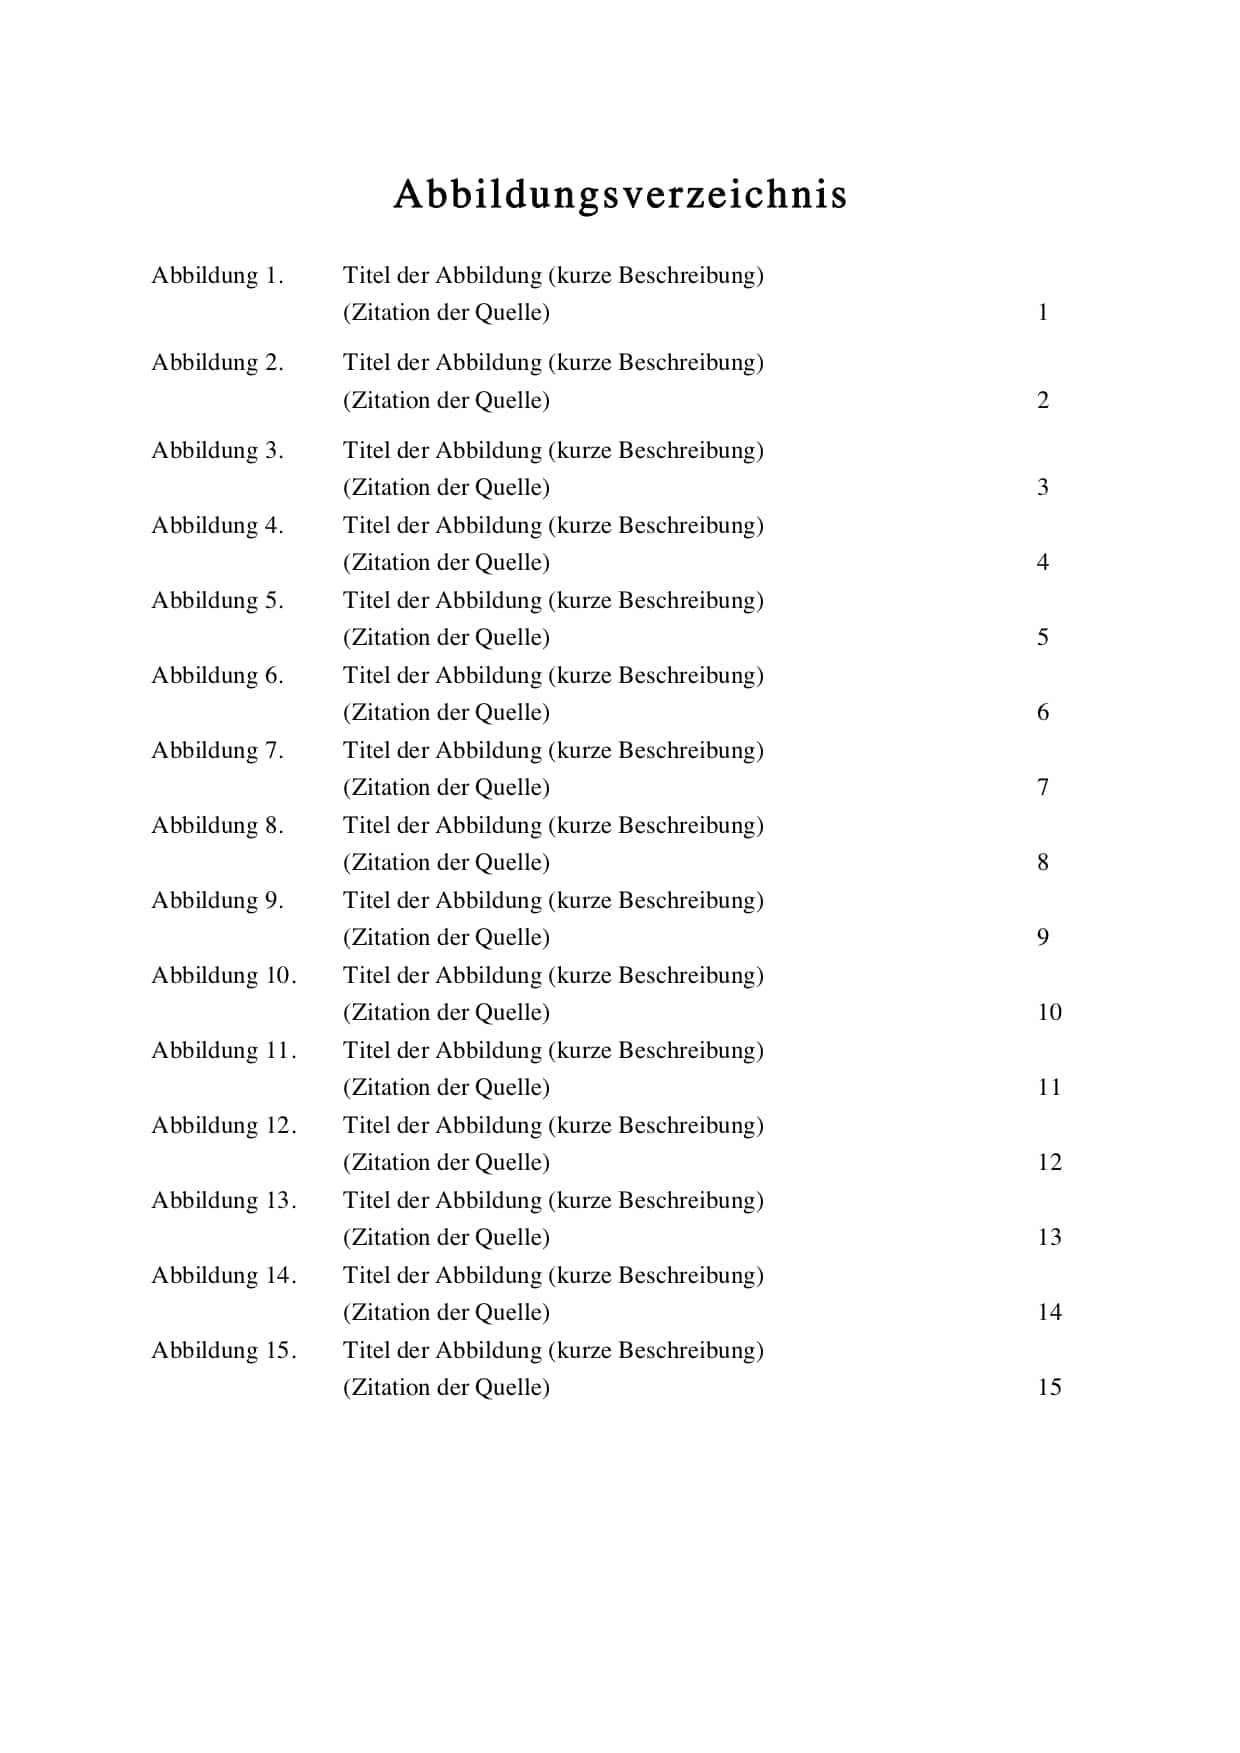 Abbildungsverzeichnis
Abbildung 1. Titel der Abbildung (kurze Beschreibung)
(Zitation der Quelle) 1
Abbildung 2. Titel der Abbildung (kurze Beschreibung)
(Zitation der Quelle) 2
Abbildung 3. Titel der Abbildung (kurze Beschreibung)
(Zitation der Quelle) 3
Abbildung 4. Titel der Abbildung (kurze Beschreibung)
(Zitation der Quelle) 4
Abbildung 5. Titel der Abbildung (kurze Beschreibung)
(Zitation der Quelle) 5
Abbildung 6. Titel der Abbildung (kurze Beschreibung)
(Zitation der Quelle) 6
Abbildung 7. Titel der Abbildung (kurze Beschreibung)
(Zitation der Quelle) 7
Abbildung 8. Titel der Abbildung (kurze Beschreibung)
(Zitation der Quelle) 8
Abbildung 9. Titel der Abbildung (kurze Beschreibung)
(Zitation der Quelle) 9
Abbildung 10. Titel der Abbildung (kurze Beschreibung)
(Zitation der Quelle) 10
Abbildung 11. Titel der Abbildung (kurze Beschreibung)
(Zitation der Quelle) 11
Abbildung 12. Titel der Abbildung (kurze Beschreibung)
(Zitation der Quelle) 12
Abbildung 13. Titel der Abbildung (kurze Beschreibung)
(Zitation der Quelle) 13
Abbildung 14. Titel der Abbildung (kurze Beschreibung)
(Zitation der Quelle) 14
Abbildung 15. Titel der Abbildung (kurze Beschreibung)
(Zitation der Quelle) 15